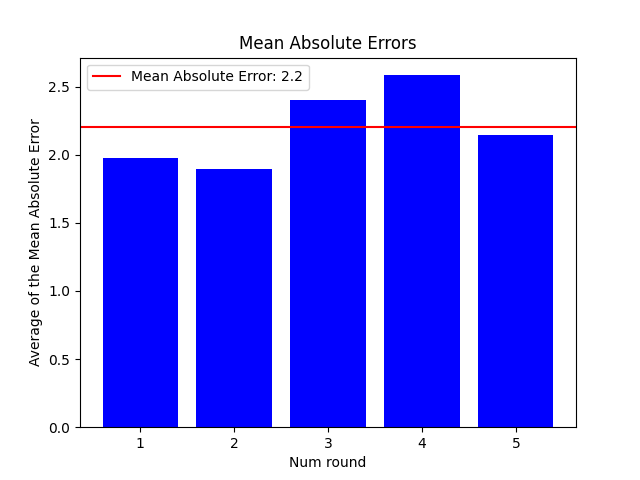 Mean Absolute Errors
Mean Absolute Error: 2.2
Average of the Mean Absolute Error
2.5
2.0
1.5
1.0
0.5
0.0
1 2 3 4 5
Num round